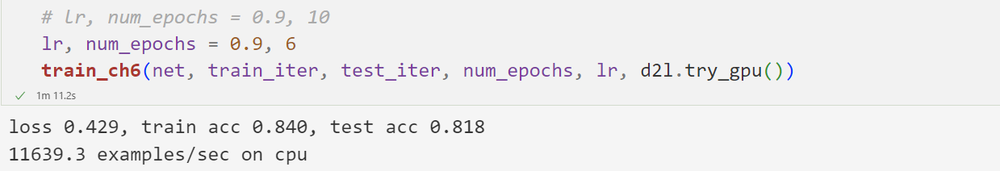 # lr, num_epochs = 0.9, 10
lr, num_epochs = 0.9, 6
train_ch6(net, train_iter, test_iter, num_epochs, lr, d2l.try_gpu())
1m 11.2s
loss 0.429, train acc 0.840, test acc 0.818
11639.3 examples/sec on cpu